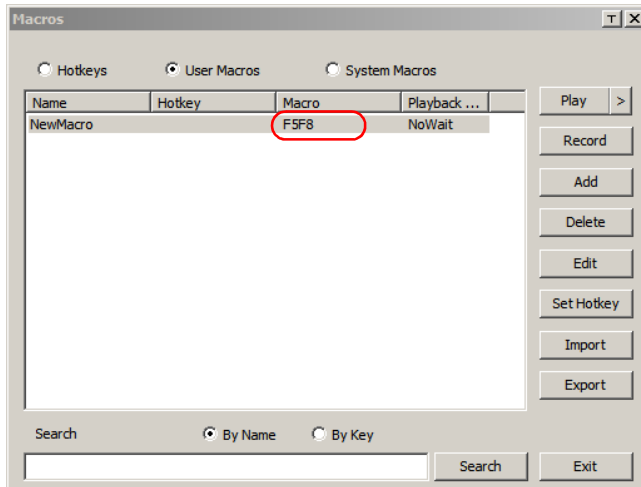 Macros T X
Hotkeys User Macros System Macros
Name Hotkey Macro Playback ... Play >
NewMacro F5F8 NoWait
Record
Add
Delete
Edit
Set Hotkey
Import
Export
Search By Name By Key
Search Exit